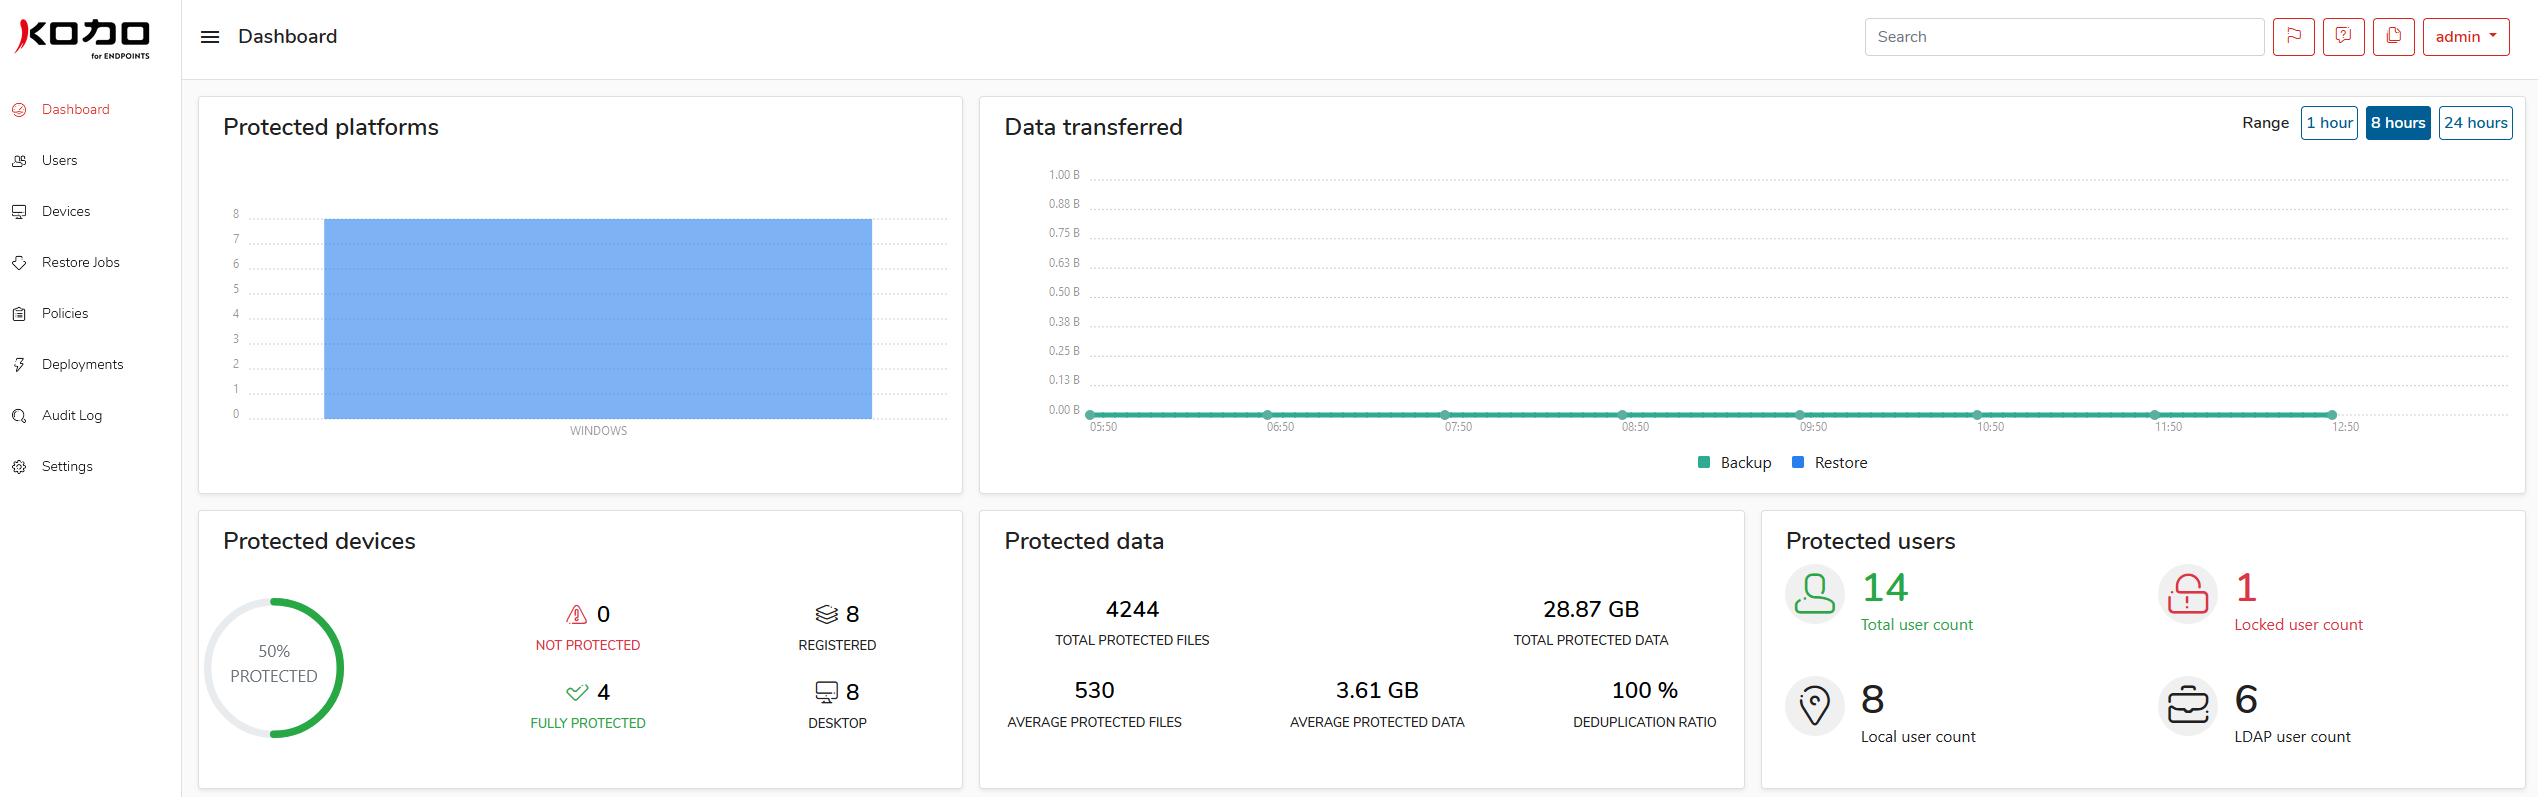 KODO
for ENDPOINTS
Dashboard
Search
admin
Dashboard
Users
Devices
Restore Jobs
Policies
Deployments
Audit Log
Settings
Protected platforms
8
7
6
5
4
3
2
1
0
WINDOWS
Data transferred
Range 1 hour 8 hours 24 hours
1.00 B
0.88 B
0.75 B
0.63 B
0.50 B
0.38 B
0.25 B
0.13 B
0.00 B
05:50 06:50 07:50 08:50 09:50 10:50 11:50 12:50
Backup Restore
Protected devices
50%
PROTECTED
0
NOT PROTECTED
8
REGISTERED
4
FULLY PROTECTED
8
DESKTOP
Protected data
4244
TOTAL PROTECTED FILES
28.87 GB
TOTAL PROTECTED DATA
530
AVERAGE PROTECTED FILES
3.61 GB
AVERAGE PROTECTED DATA
100 %
DEDUPLICATION RATIO
Protected users
14
Total user count
1
Locked user count
8
Local user count
6
LDAP user count